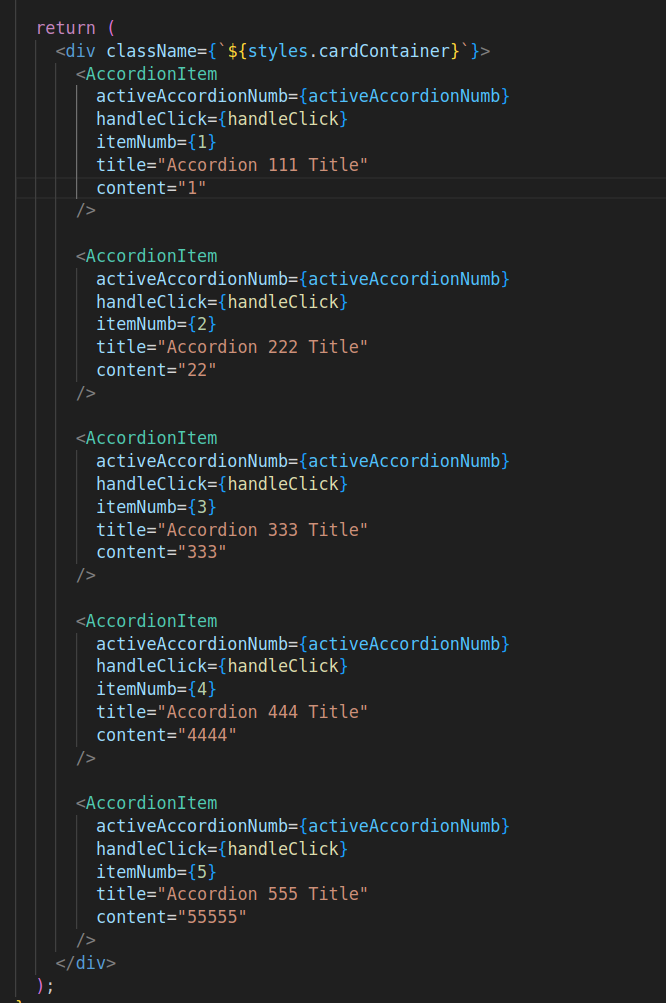 return (
<div className={`${styles.cardContainer}`}>
<AccordionItem
activeAccordionNumb={activeAccordionNumb}
handleClick={handleClick}
itemNumb={1}
title="Accordion 111 Title"
content="1"
/>
<AccordionItem
activeAccordionNumb={activeAccordionNumb}
handleClick={handleClick}
itemNumb={2}
title="Accordion 222 Title"
content="22"
/>
<AccordionItem
activeAccordionNumb={activeAccordionNumb}
handleClick={handleClick}
itemNumb={3}
title="Accordion 333 Title"
content="333"
/>
<AccordionItem
activeAccordionNumb={activeAccordionNumb}
handleClick={handleClick}
itemNumb={4}
title="Accordion 444 Title"
content="4444"
/>
<AccordionItem
activeAccordionNumb={activeAccordionNumb}
handleClick={handleClick}
itemNumb={5}
title="Accordion 555 Title"
content="55555"
/>
</div>
);